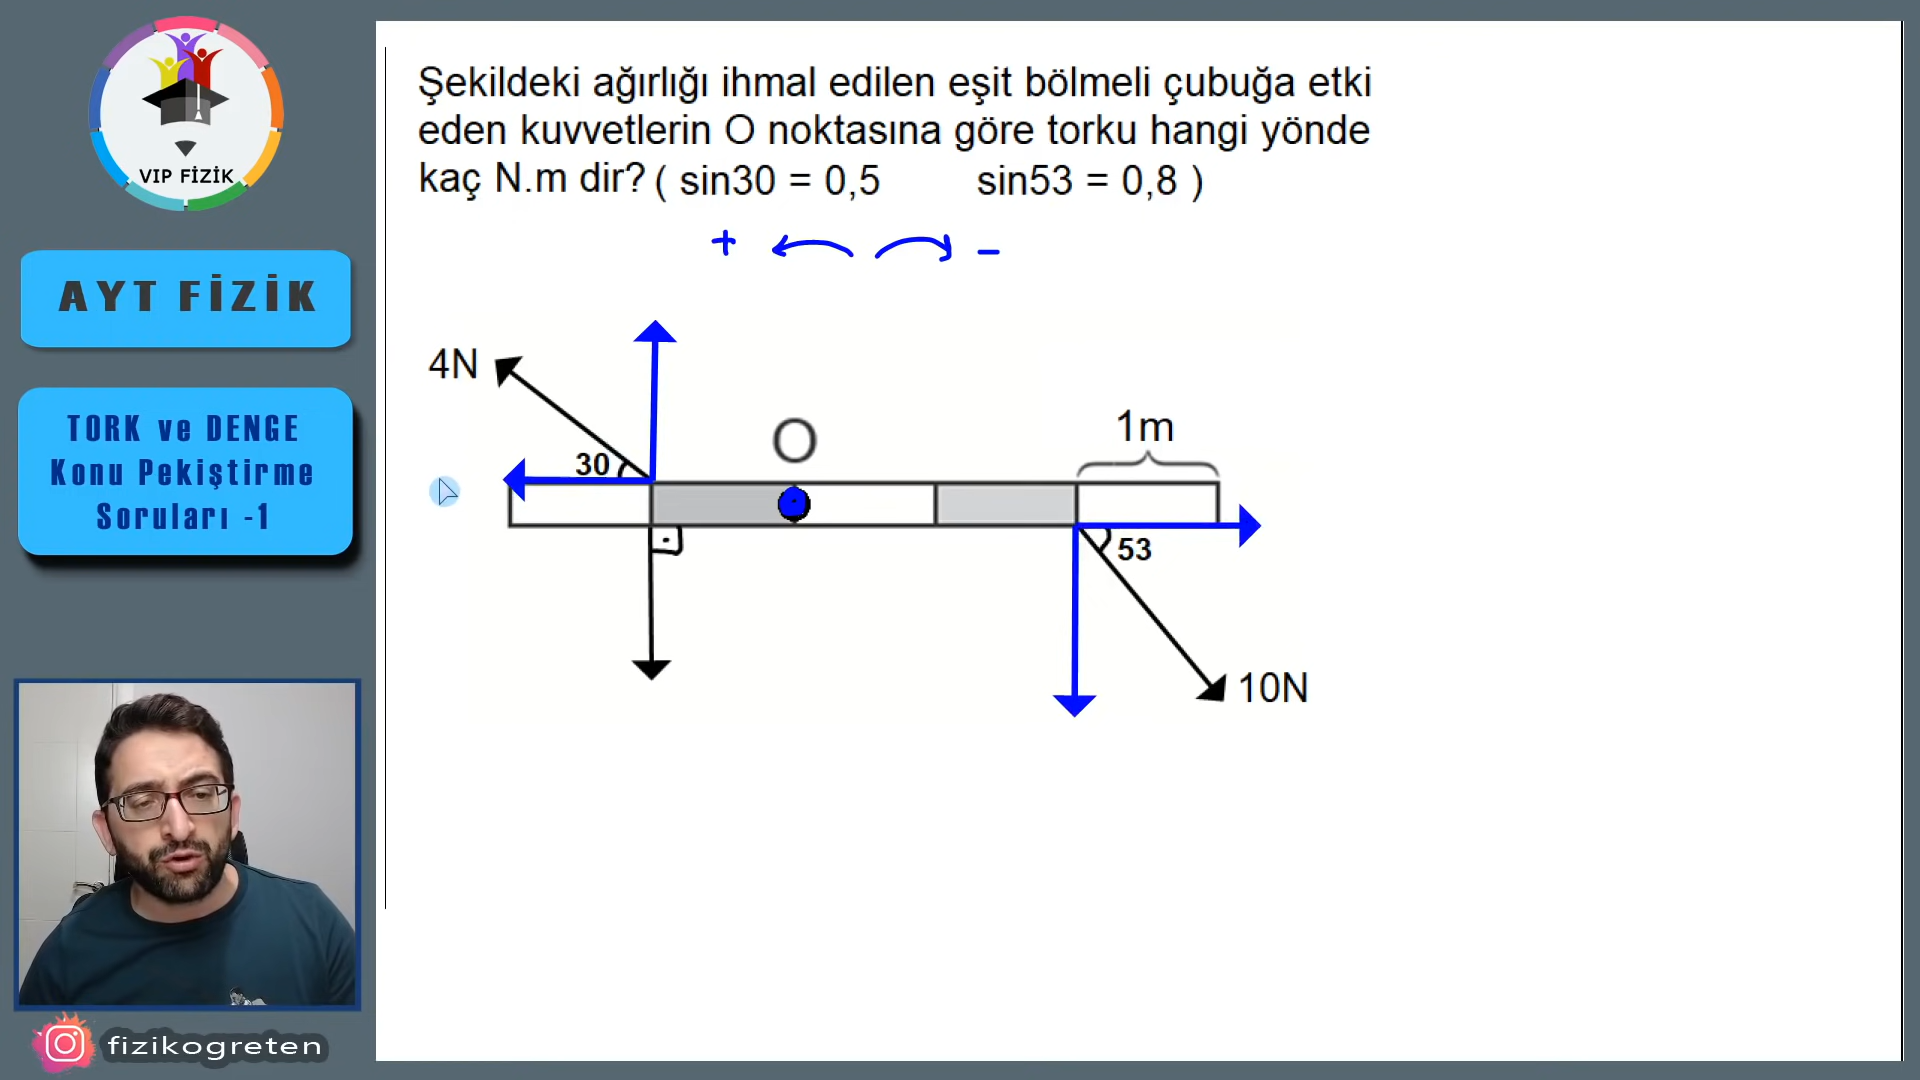 VIP FİZİK
AYT FİZİK
TORK ve DENGE
Konu Pekiştirme
Soruları -1
fizikogreten
Şekildeki ağırlığı ihmal edilen eşit bölmeli çubuğa etki
eden kuvvetlerin O noktasına göre torku hangi yönde
kaç N.m dir? ( sin30 = 0,5 sin53 = 0,8 )
+ -
4N
30
O
1m
53
10N